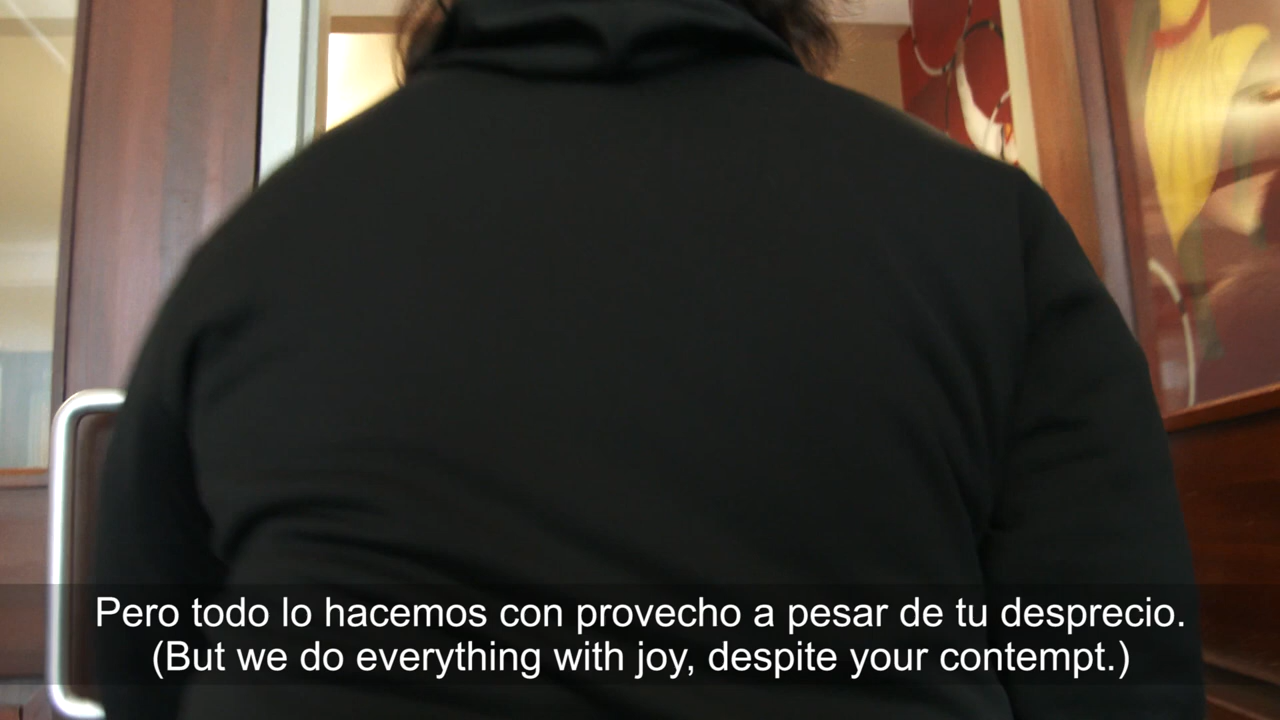 Pero todo lo hacemos con provecho a pesar de tu desprecio.
(But we do everything with joy, despite your contempt.)